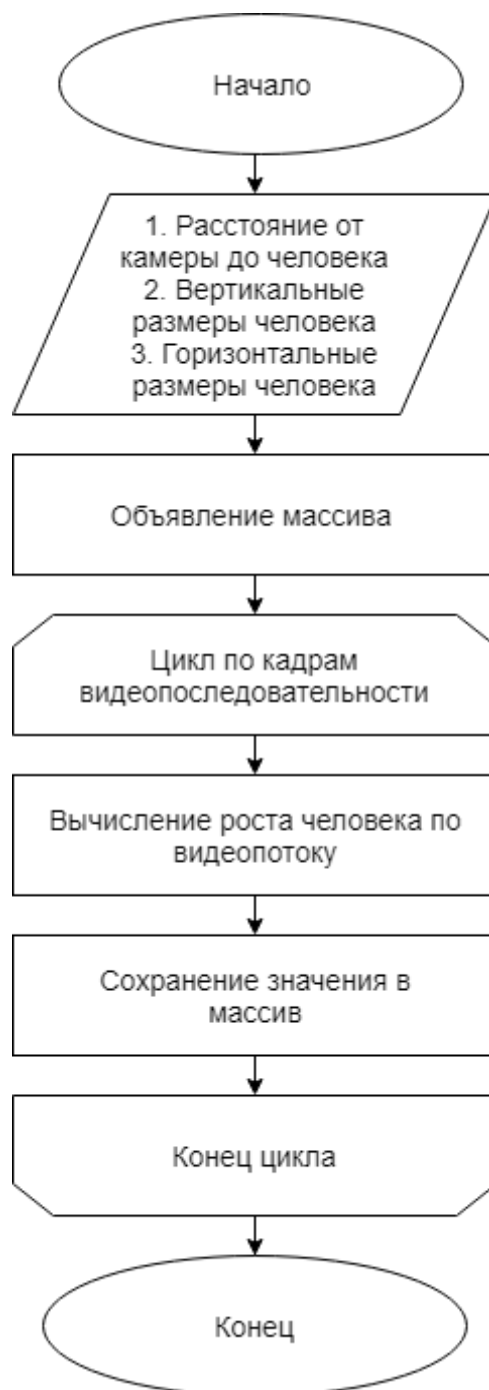 Начало
1. Расстояние от
камеры до человека
2. Вертикальные
размеры человека
3. Горизонтальные
размеры человека
Объявление массива
Цикл по кадрам
видеопоследовательности
Вычисление роста человека по
видеопотоку
Сохранение значения в
массив
Конец цикла
Конец